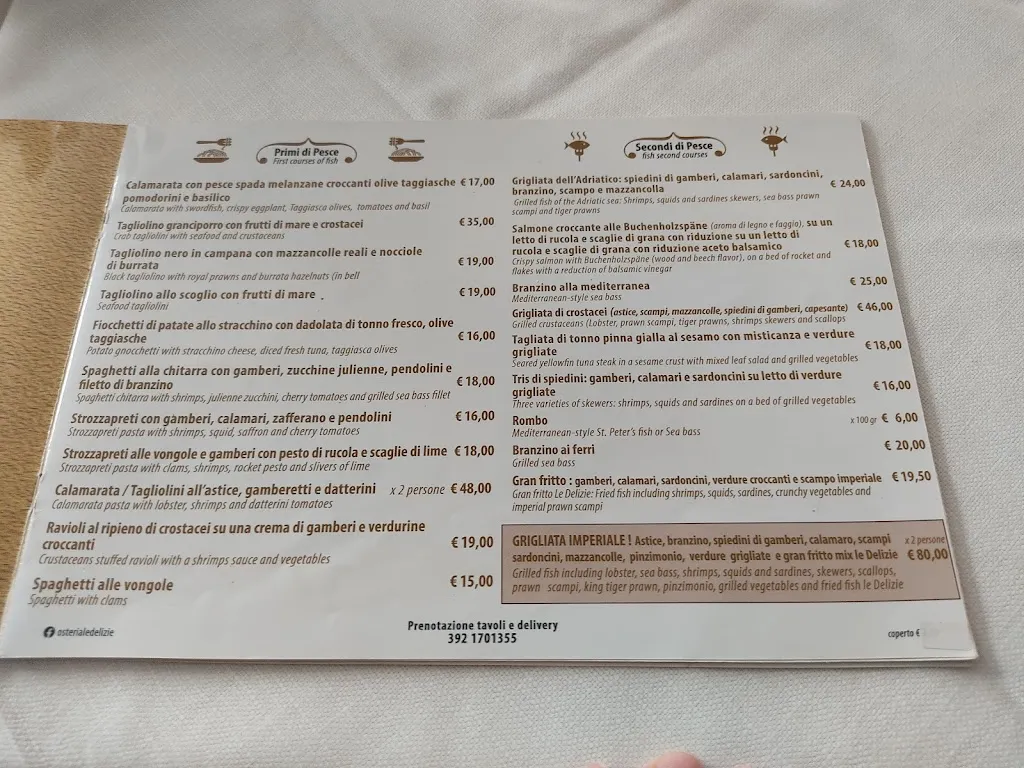 Primi di Pesce
First courses of fish
Calamarata con pesce spada melanzane croccanti olive taggiasche € 17,00
pomodorini e basilico
Calamarata with swordfish, crispy eggplant, Taggiasca olives, tomatoes and basil
Tagliolino granciporro con frutti di mare e crostacei € 35,00
Crab tagliolini with seafood and crustaceans
Tagliolino nero in campana con mazzancolle reali e nocciole
di burrata € 19,00
Black tagliolini with royal prawns and burrata hazelnuts (in bell
Tagliolino allo scoglio con frutti di mare . € 19,00
Seafood tagliolini
Fiocchetti di patate allo stracchino con dadolata di tonno fresco, olive
taggiasche € 16,00
Potato gnocchetti with stracchino cheese, diced fresh tuna, taggiasca olives
Spaghetti alla chitarra con gamberi, zucchine julienne, pendolini e
filetto di branzino € 18,00
Spaghetti chitarra with shrimps, julienne zucchini, cherry tomatoes and grilled sea bass fillet
Strozzapreti con gamberi, calamari, zafferano e pendolini € 16,00
Strozzapreti pasta with shrimps, squid, saffron and cherry tomatoes
Strozzapreti alle vongole e gamberi con pesto di rucola e scaglie di lime € 18,00
Strozzapreti pasta with clams, shrimps, rocket pesto and slivers of lime
Calamarata / Tagliolini all'astice, gamberetti e datterini x 2 persone € 48,00
Calamarata pasta with lobster, shrimps and datterini tomatoes
Ravioli al ripieno di crostacei su una crema di gamberi e verdurine
croccanti € 19,00
Crustaceans stuffed ravioli with a shrimps sauce and vegetables
Spaghetti alle vongole € 15,00
Spaghetti with clams
Secondi di Pesce
fish second courses
Grigliata dell'Adriatico: spiedini di gamberi, calamari, sardoncini,
branzino, scampo e mazzancolla € 24,00
Grilled fish of the Adriatic sea: Shrimps, squids and sardines skewers, sea bass prawn
scampi and tiger prawns
Salmone croccante alle Buchenholzspäne (aroma di legno e faggio), su un
letto di rucola e scaglie di grana con riduzione su un letto di
rucola e scaglie di grana con riduzione aceto balsamico € 18,00
Crispy salmon with Buchenholzspäne (wood and beech flavor), on a bed of rocket and
flakes with a reduction of balsamic vinegar
Branzino alla mediterranea € 25,00
Mediterranean-style sea bass
Grigliata di crostacei (astice, scampi, mazzancolle, spiedini di gamberi, capesante) € 46,00
Grilled crustaceans (Lobster, prawn scampi, tiger prawns, shrimps skewers and scallops
Tagliata di tonno pinna gialla al sesamo con misticanza e verdure
grigliate € 18,00
Seared yellowfin tuna steak in a sesame crust with mixed leaf salad and grilled vegetables
Tris di spiedini: gamberi, calamari e sardoncini su letto di verdure
grigliate € 16,00
Three varieties of skewers: shrimps, squids and sardines on a bed of grilled vegetables
Rombo x 100 gr € 6,00
Mediterranean-style St. Peter's fish or Sea bass
Branzino ai ferri € 20,00
Grilled sea bass
Gran fritto : gamberi, calamari, sardoncini, verdure croccanti e scampo imperiale € 19,50
Gran fritto Le Delizie: Fried fish including shrimps, squids, sardines, crunchy vegetables and
imperial prawn scampi
GRIGLIATA IMPERIALE ! Astice, branzino, spiedini di gamberi, calamaro, scampi x 2 persone
sardoncini, mazzancolle, pinzimonio, verdure grigliate e gran fritto mix le Delizie € 80,00
Grilled fish including lobster, sea bass, shrimps, squids and sardines, skewers, scallops,
prawn scampi, king tiger prawn, pinzimonio, grilled vegetables and fried fish le Delizie
osterialedelizie
Prenotazione tavoli e delivery
392 1701355
coperto €